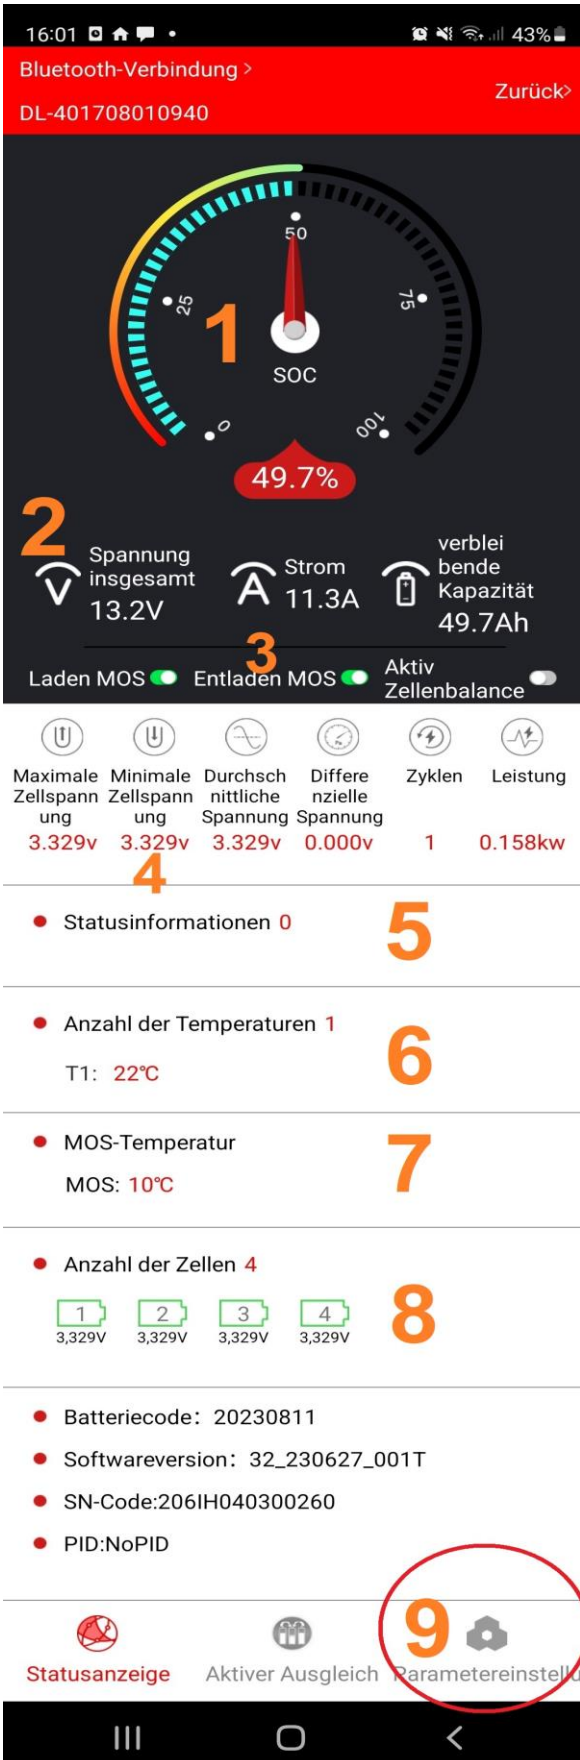 16:01
43%
Bluetooth-Verbindung >
Zurück>
DL-401708010940
50
25
75
1
SOC
0
100
49.7%
2
Spannung
insgesamt
13.2V
Strom
11.3A
verblei
bende
Kapazität
49.7Ah
3
Laden MOS
Entladen MOS
Aktiv
Zellenbalance
Maximale
Zellspann
ung
3.329v
Minimale
Zellspann
ung
3.329v
Durchsch
nittliche
Spannung
3.329v
Differe
nzielle
Spannung
0.000v
Zyklen
1
Leistung
0.158kw
4
Statusinformationen 0
5
Anzahl der Temperaturen 1
T1: 22℃
6
MOS-Temperatur
MOS: 10℃
7
Anzahl der Zellen 4
1
2
3
4
3,329V
3,329V
3,329V
3,329V
8
Batteriecode: 20230811
Softwareversion: 32_230627_001T
SN-Code:206IH040300260
PID:NoPID
9
Statusanzeige
Aktiver Ausgleich
Parametereinstellu